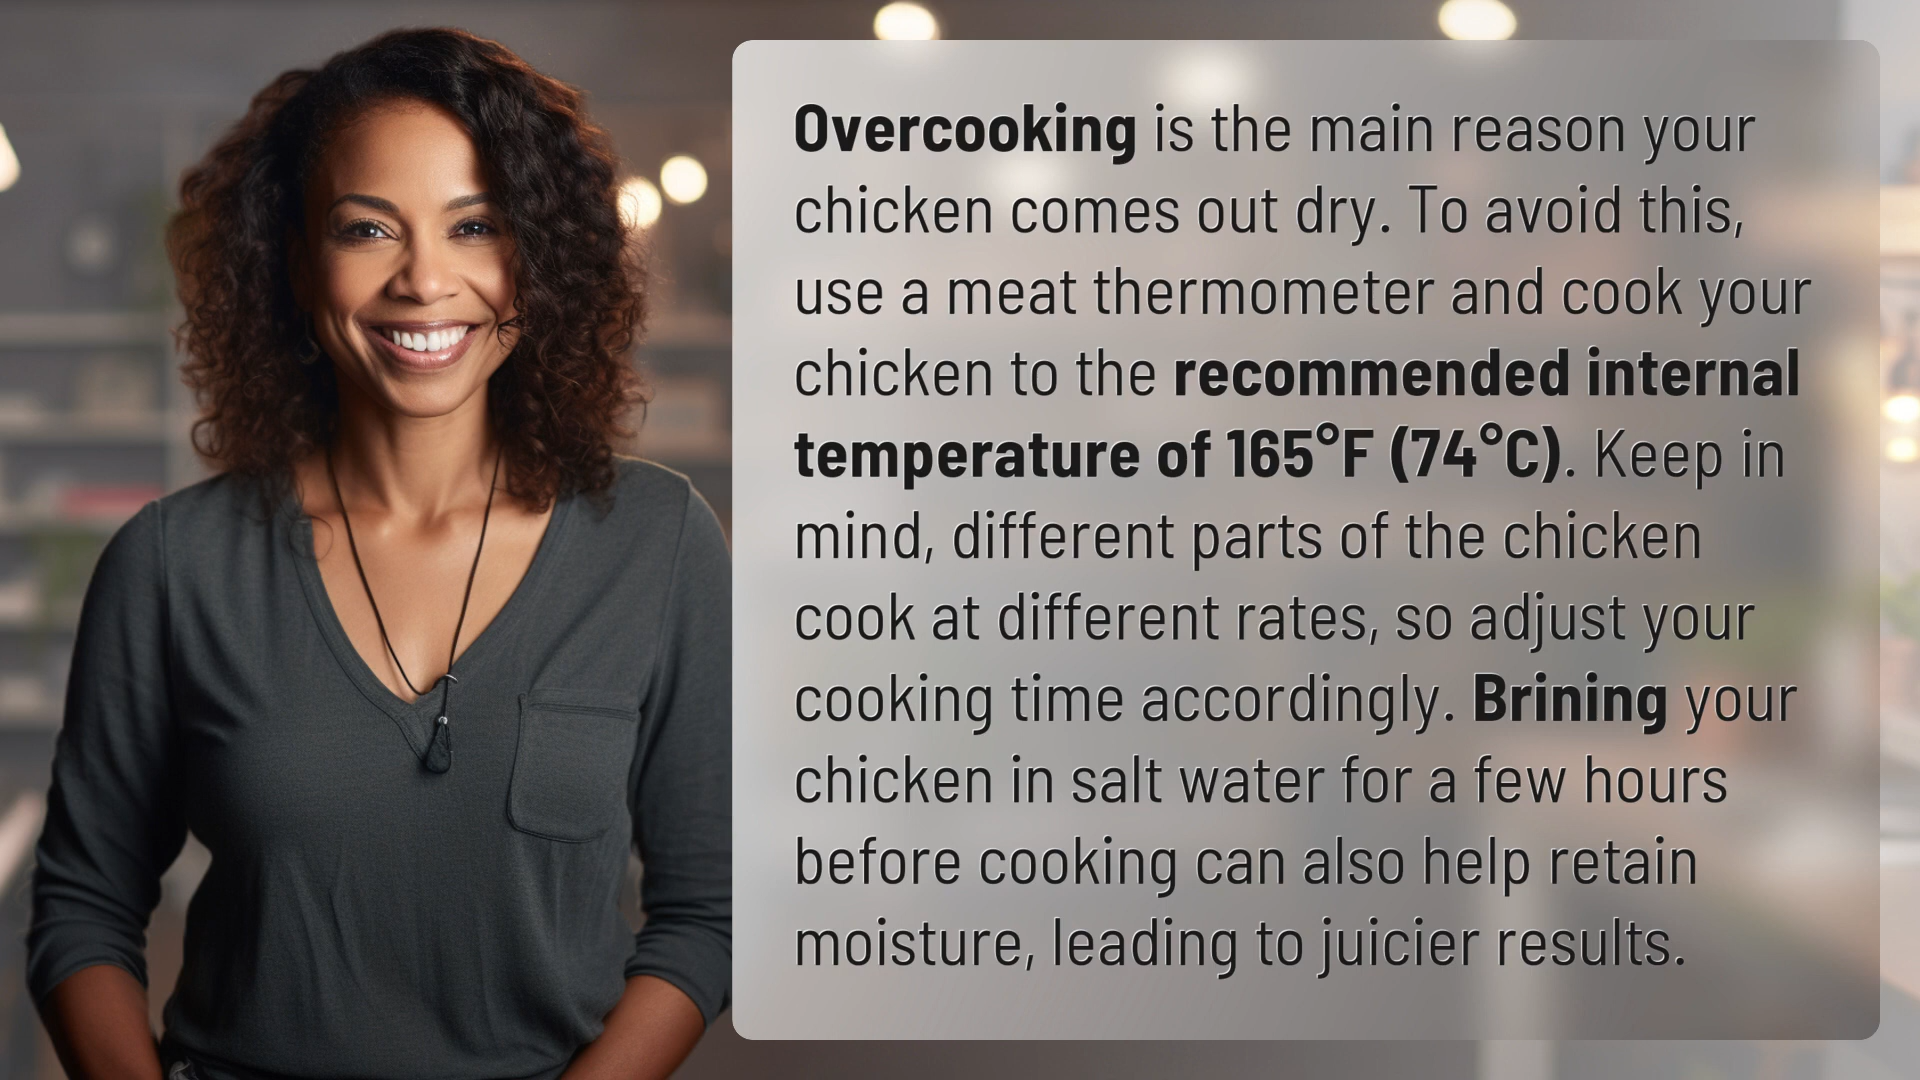 Overcooking is the main reason your
chicken comes out dry. To avoid this,
use a meat thermometer and cook your
chicken to the recommended internal
temperature of 165°F (74°C). Keep in
mind, different parts of the chicken
cook at different rates, so adjust your
cooking time accordingly. Brining your
chicken in salt water for a few hours
before cooking can also help retain
moisture, leading to juicier results.